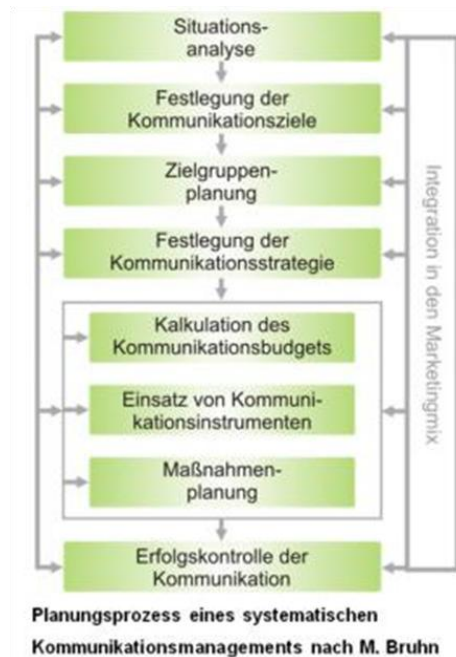 Situations-
analyse
Festlegung der
Kommunikationsziele
Zielgruppen-
planung
Festlegung der
Kommunikationsstrategie
Kalkulation des
Kommunikationsbudgets
Einsatz von Kommuni-
kationsinstrumenten
Maßnahmen-
planung
Erfolgskontrolle der
Kommunikation
Integration in den Marketingmix
Planungsprozess eines systematischen
Kommunikationsmanagements nach M. Bruhn